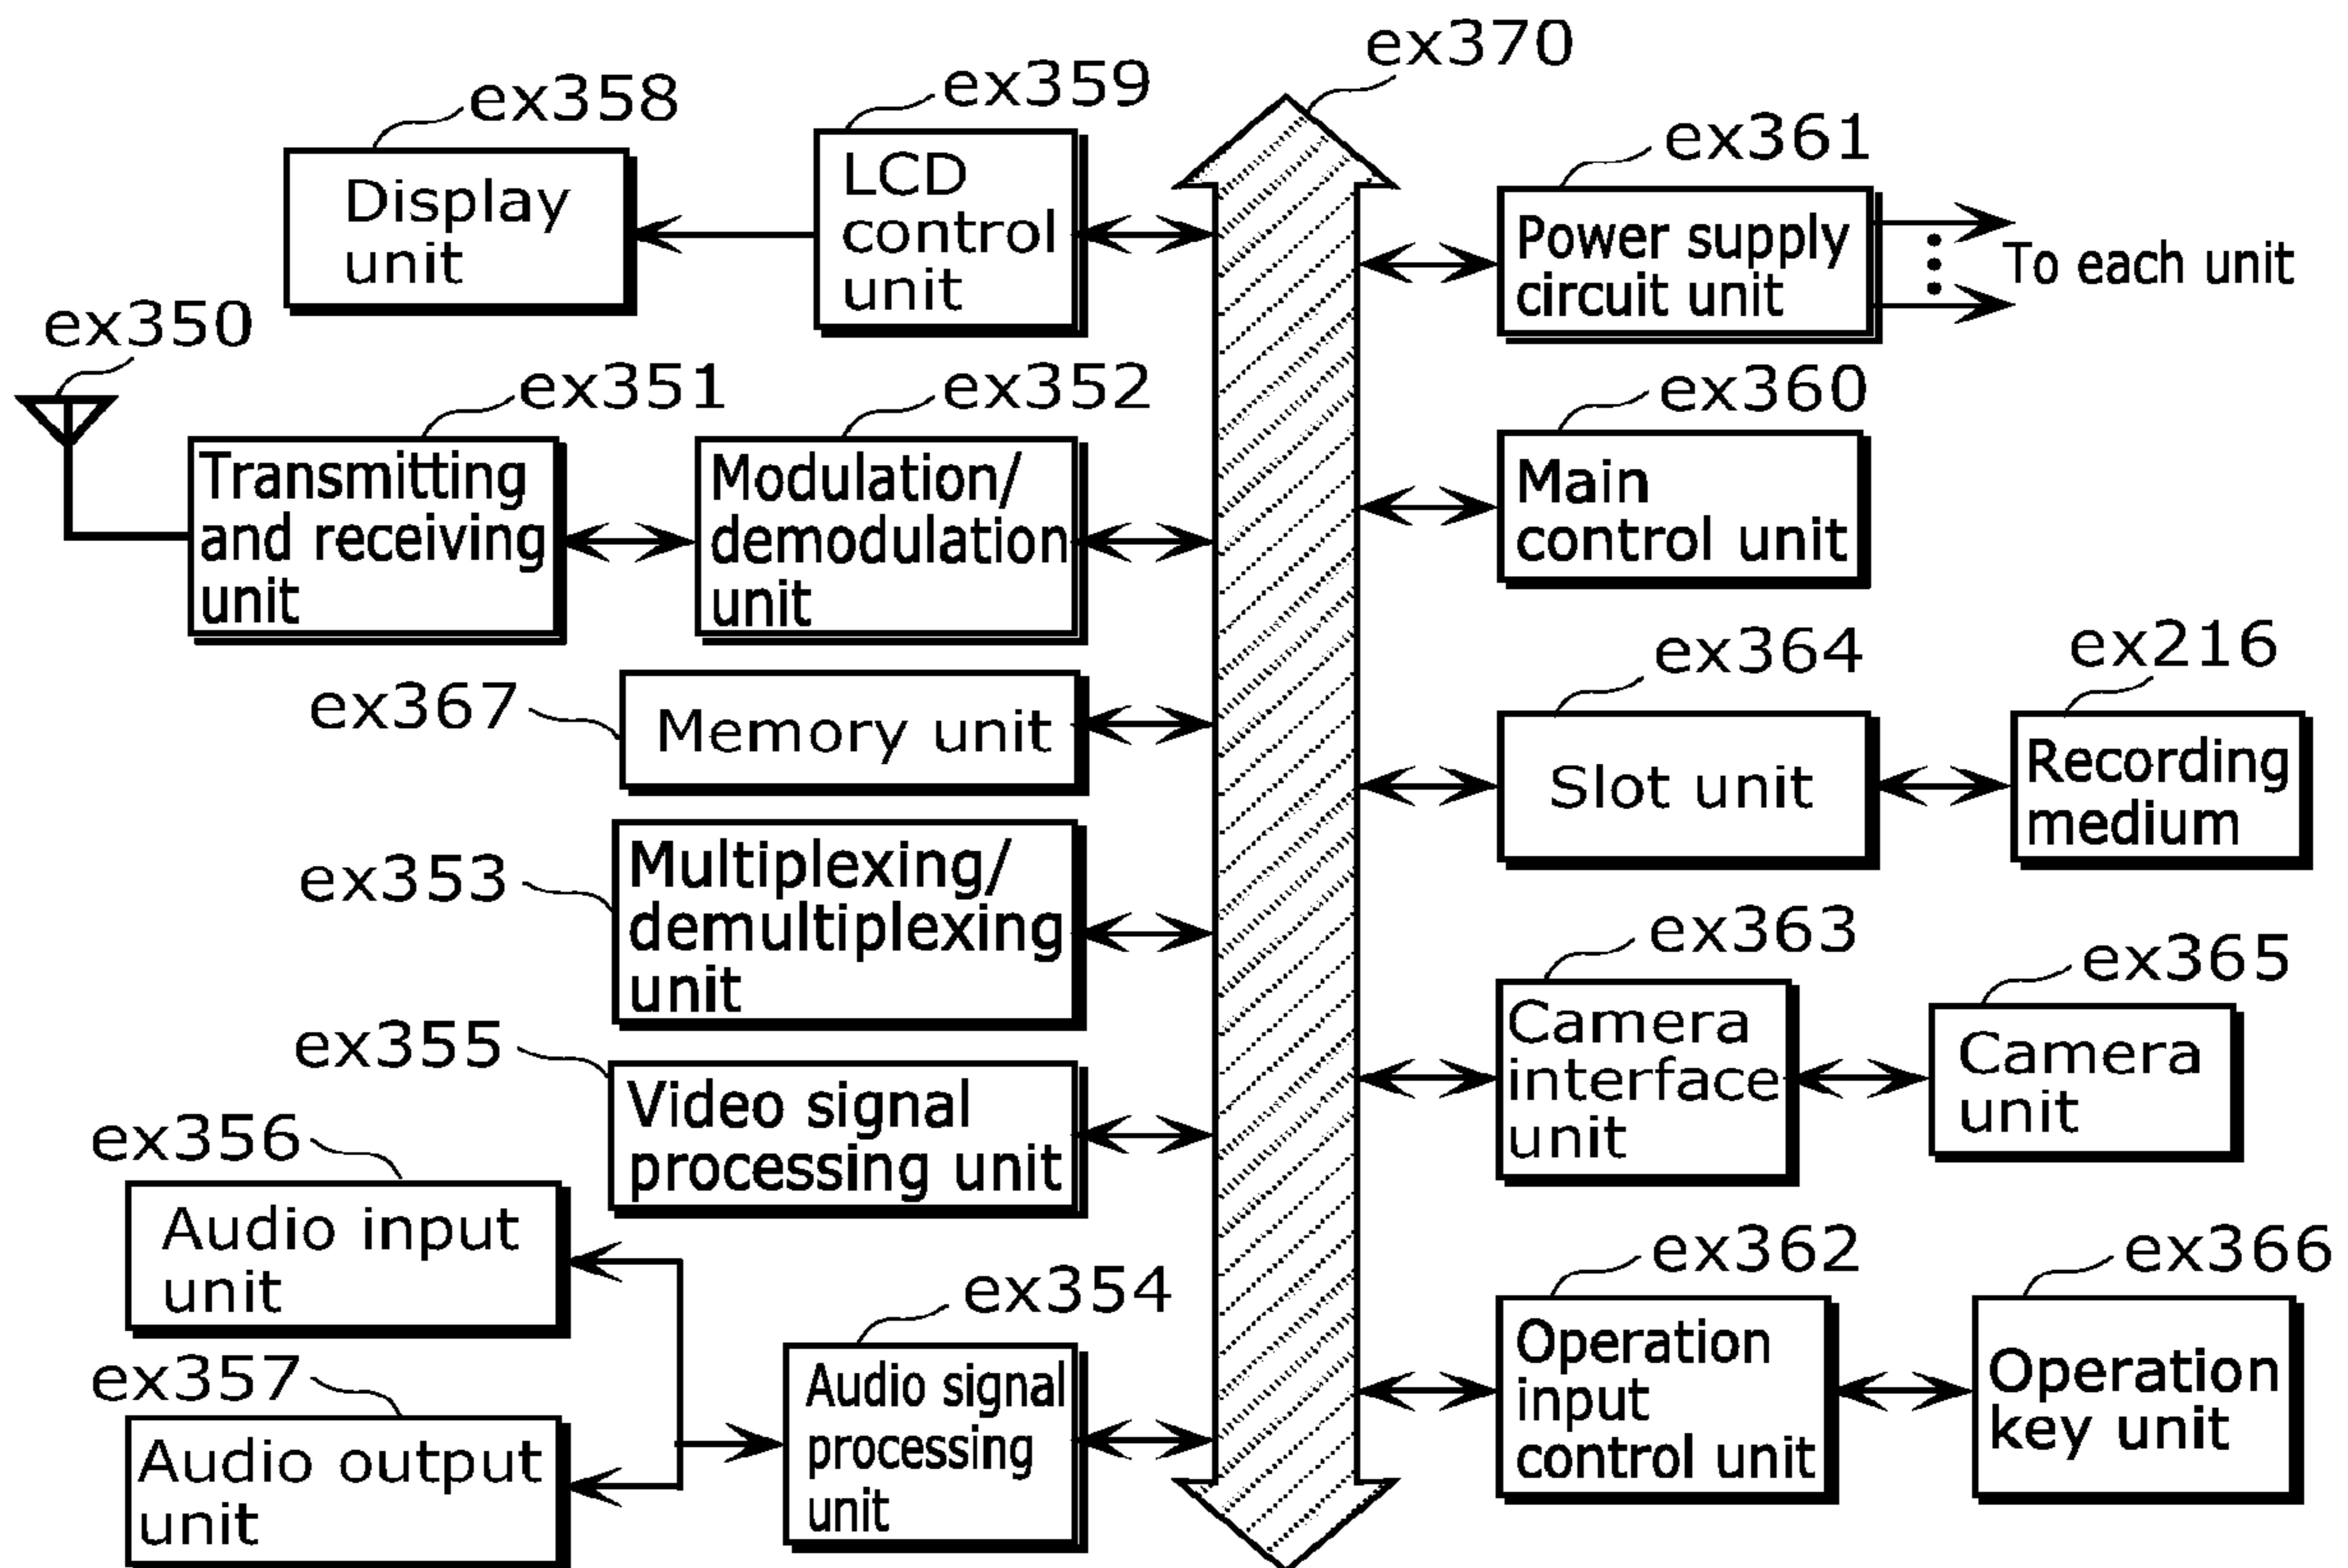 ex370
ex358
ex359
ex361
Display
unit
LCD
control
unit
Power supply
circuit unit
To each unit
ex350
ex351
ex352
ex360
Transmitting
and receiving
unit
Modulation/
demodulation
unit
Main
control unit
ex367
Memory unit
ex364
ex216
Slot unit
Recording
medium
ex353
Multiplexing/
demultiplexing
unit
ex363
ex365
Camera
interface
unit
Camera
unit
ex355
Video signal
processing unit
ex356
Audio input
unit
ex354
ex362
ex366
ex357
Audio output
unit
Audio signal
processing
unit
Operation
input
control unit
Operation
key unit